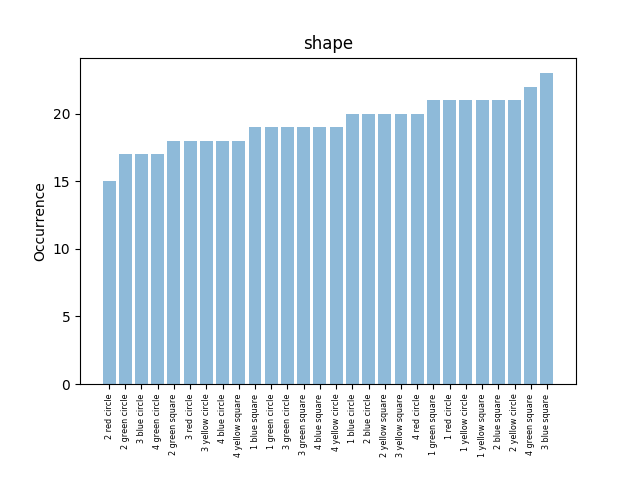 shape
Occurrence
20
15
10
5
0
2 red circle
2 green circle
3 blue circle
4 green circle
2 green square
3 red circle
3 yellow circle
4 blue circle
4 yellow square
1 blue square
1 green circle
3 green circle
3 green square
4 blue square
4 yellow circle
1 blue circle
2 blue circle
2 yellow square
3 yellow square
4 red circle
1 green square
1 red circle
1 yellow circle
1 yellow square
2 blue square
2 yellow circle
4 green square
3 blue square